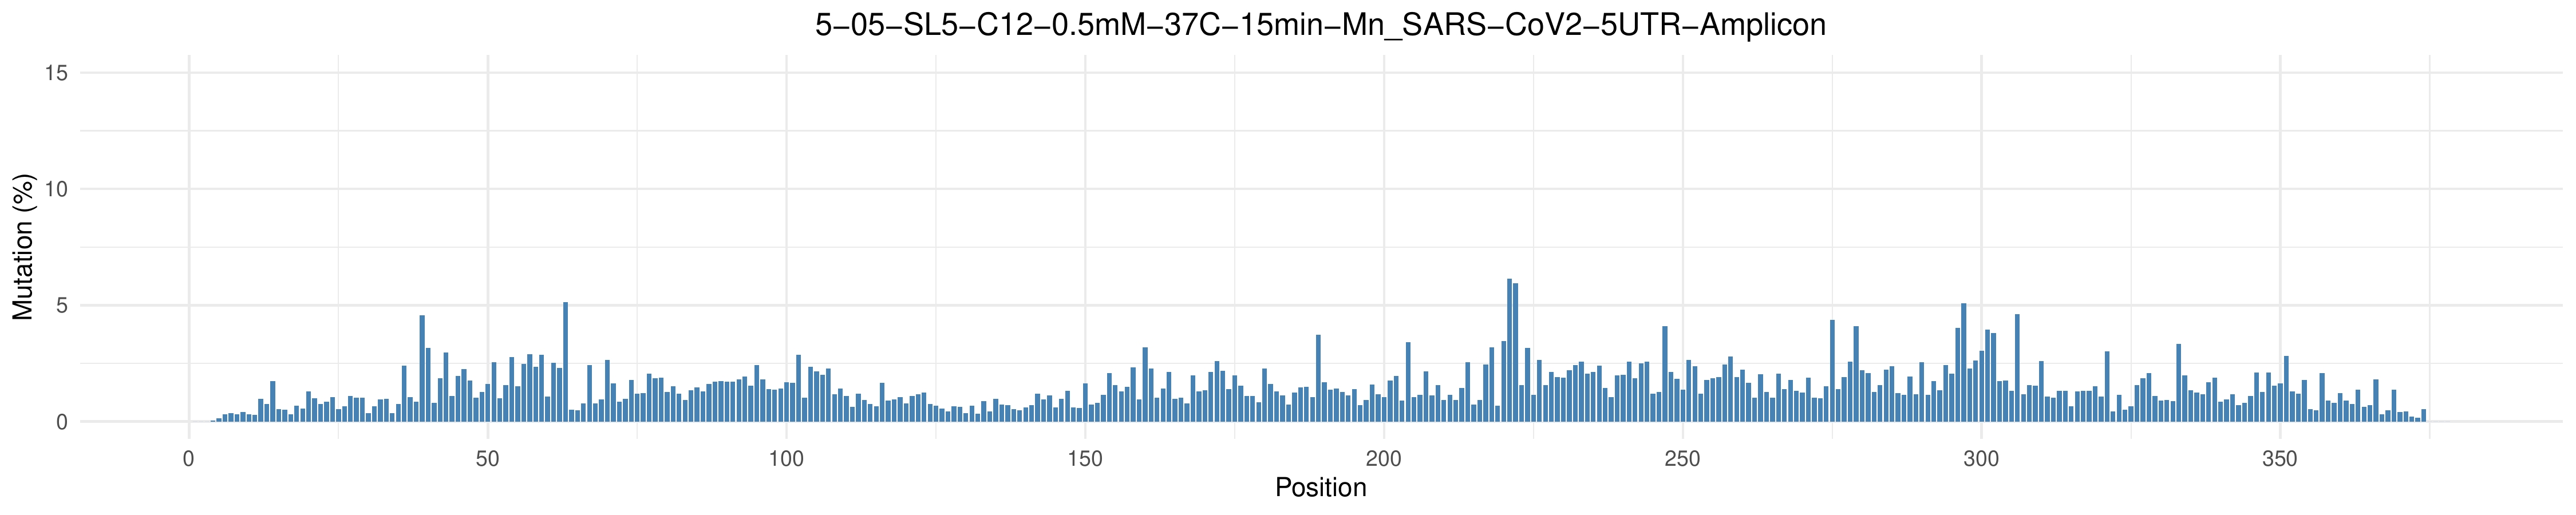 5−05−SL5−C12−0.5mM−37C−15min−Mn_SARS−CoV2−5UTR−Amplicon
15
10
5
0
Mutation (%)
0 50 100 150 200 250 300 350
Position